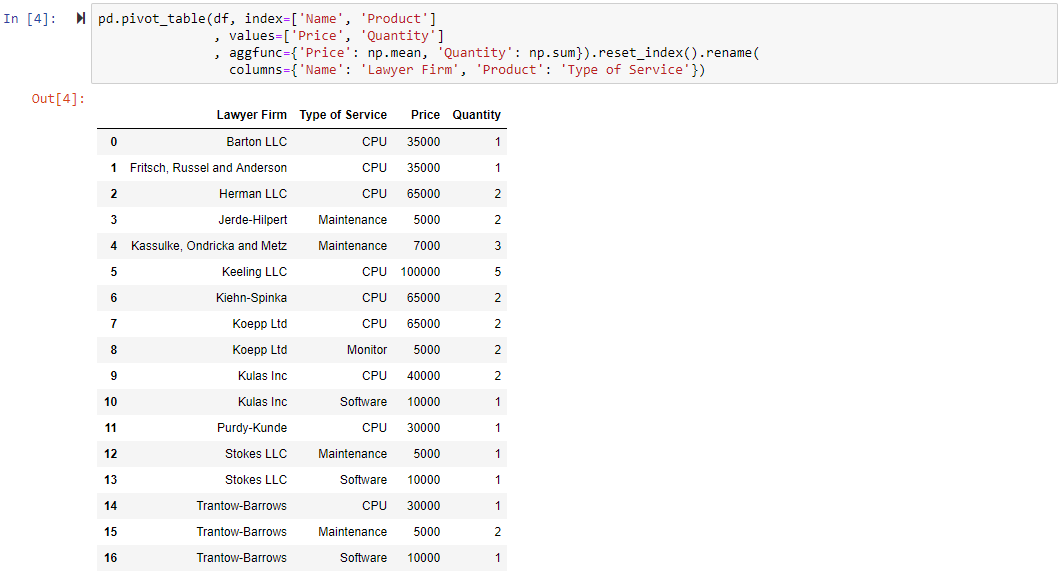 In [4]: pd.pivot_table(df, index=['Name', 'Product']
, values=['Price', 'Quantity']
, aggfunc={'Price': np.mean, 'Quantity': np.sum}).reset_index().rename(
columns={'Name': 'Lawyer Firm', 'Product': 'Type of Service'})
Out[4]:
Lawyer Firm Type of Service Price Quantity
0 Barton LLC CPU 35000 1
1 Fritsch, Russel and Anderson CPU 35000 1
2 Herman LLC CPU 65000 2
3 Jerde-Hilpert Maintenance 5000 2
4 Kassulke, Ondricka and Metz Maintenance 7000 3
5 Keeling LLC CPU 100000 5
6 Kiehn-Spinka CPU 65000 2
7 Koepp Ltd CPU 65000 2
8 Koepp Ltd Monitor 5000 2
9 Kulas Inc CPU 40000 2
10 Kulas Inc Software 10000 1
11 Purdy-Kunde CPU 30000 1
12 Stokes LLC Maintenance 5000 1
13 Stokes LLC Software 10000 1
14 Trantow-Barrows CPU 30000 1
15 Trantow-Barrows Maintenance 5000 2
16 Trantow-Barrows Software 10000 1